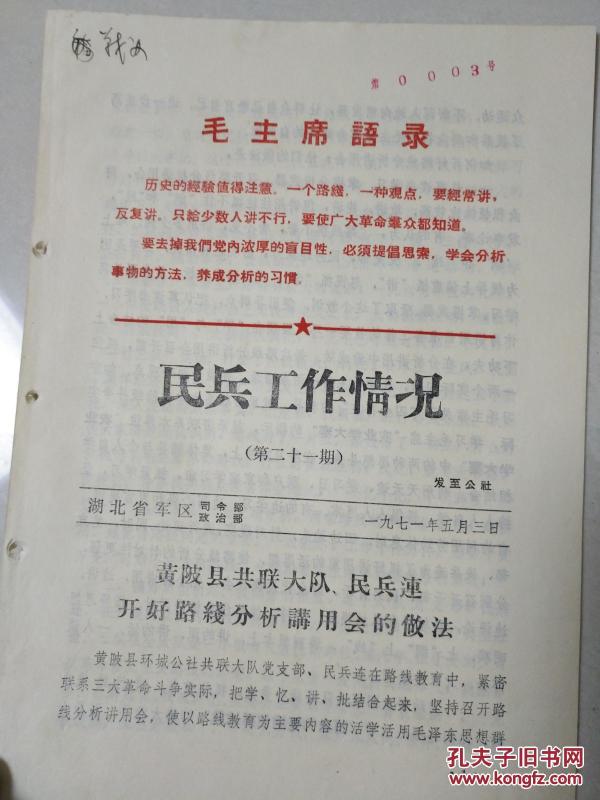 第0003号
毛主席語录
历史的經驗值得注意。一个路綫，一种观点，要經常讲，
反复讲。只給少数人讲不行，要使广大革命羣众都知道。
要去掉我們党內浓厚的盲目性，必須提倡思索，学会分析
事物的方法，养成分析的习慣。
民兵工作情况
（第二十一期）
发至公社
湖北省军区 司令部 政治部 一九七一年五月三日
黄陂县共联大队、民兵連
开好路綫分析講用会的做法
黄陂县环城公社共联大队党支部、民兵连在路线教育中，紧密
联系三大革命斗争实际，把学、忆、讲、批结合起来，坚持召开路
线分析讲用会，使以路线教育为主要内容的活学活用毛泽东思想群
孔夫子旧书网
www.kongfz.com